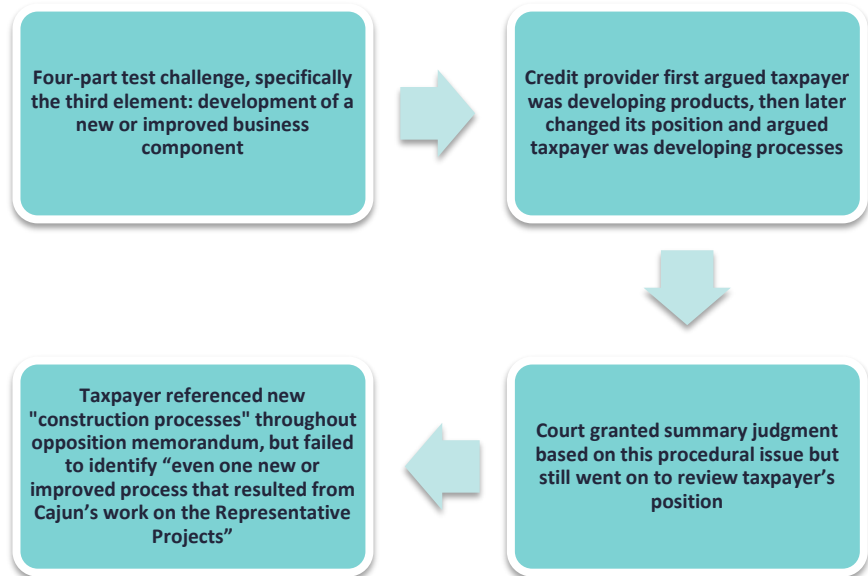 Four-part test challenge, specifically
the third element: development of a
new or improved business
component
Credit provider first argued taxpayer
was developing products, then later
changed its position and argued
taxpayer was developing processes
Court granted summary judgment
based on this procedural issue but
still went on to review taxpayer’s
position
Taxpayer referenced new
"construction processes" throughout
opposition memorandum, but failed
to identify “even one new or
improved process that resulted from
Cajun’s work on the Representative
Projects”